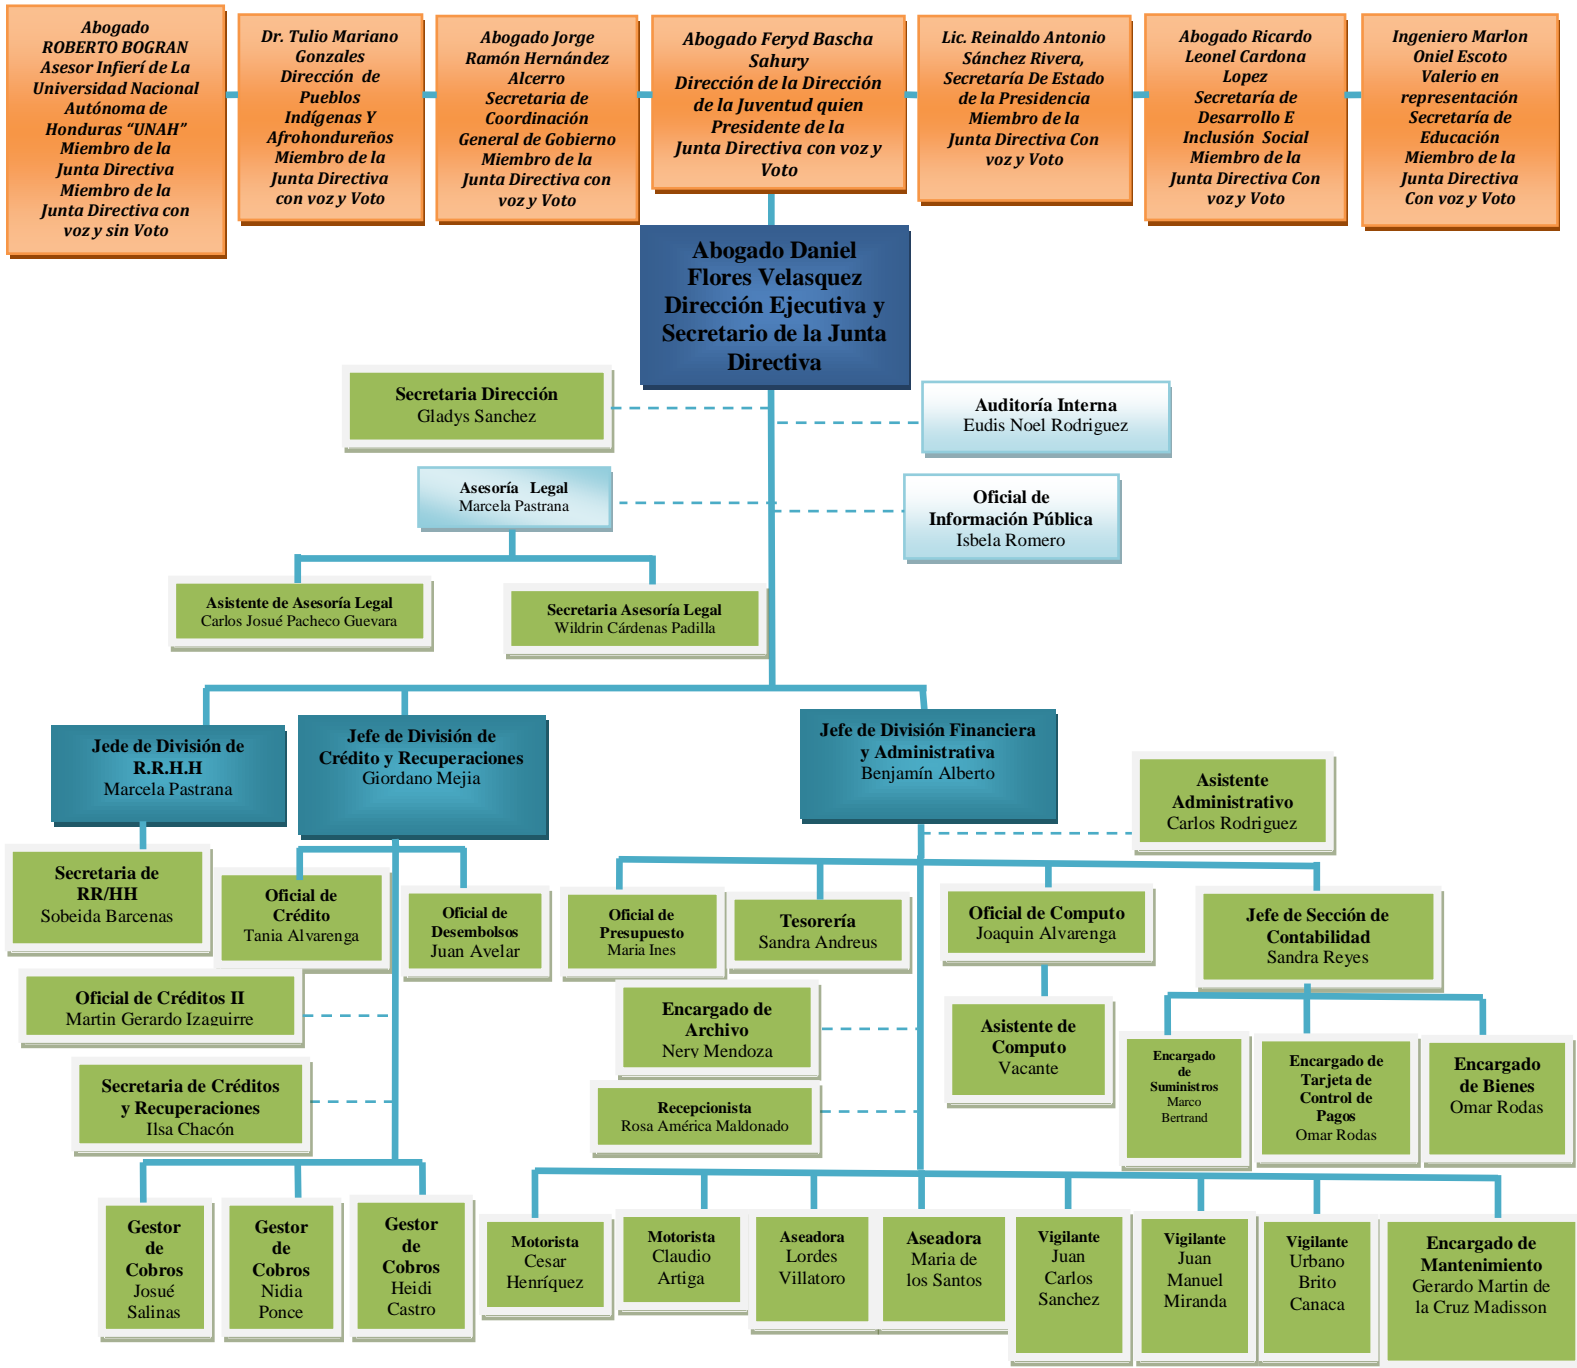 Abogado
ROBERTO BOGRAN
Asesor Infierí de La
Universidad Nacional
Autónoma de
Honduras “UNAH”
Miembro de la
Junta Directiva
Miembro de la
Junta Directiva con
voz y sin Voto
Dr. Tulio Mariano
Gonzales
Dirección de
Pueblos
Indígenas Y
Afrohondureños
Miembro de la
Junta Directiva
con voz y Voto
Abogado Jorge
Ramón Hernández
Alcerro
Secretaria de
Coordinación
General de Gobierno
Miembro de la
Junta Directiva con
voz y Voto
Abogado Feryd Bascha
Sahury
Dirección de la Dirección
de la Juventud quien
Presidente de la
Junta Directiva con voz y
Voto
Lic. Reinaldo Antonio
Sánchez Rivera,
Secretaría De Estado
de la Presidencia
Miembro de la
Junta Directiva Con
voz y Voto
Abogado Ricardo
Leonel Cardona
Lopez
Secretaría de
Desarrollo E
Inclusión Social
Miembro de la
Junta Directiva Con
voz y Voto
Ingeniero Marlon
Oniel Escoto
Valerio en
representación
Secretaría de
Educación
Miembro de la
Junta Directiva
Con voz y Voto
Abogado Daniel
Flores Velasquez
Dirección Ejecutiva y
Secretario de la Junta
Directiva
Secretaria Dirección
Gladys Sanchez
Auditoría Interna
Eudis Noel Rodriguez
Asesoría Legal
Marcela Pastrana
Oficial de
Información Pública
Isbela Romero
Asistente de Asesoría Legal
Carlos Josué Pacheco Guevara
Secretaria Asesoría Legal
Wildrin Cárdenas Padilla
Jede de División de
R.R.H.H
Marcela Pastrana
Jefe de División de
Crédito y Recuperaciones
Giordano Mejia
Jefe de División Financiera
y Administrativa
Benjamín Alberto
Asistente
Administrativo
Carlos Rodriguez
Secretaria de
RR/HH
Sobeida Barcenas
Oficial de
Crédito
Tania Alvarenga
Oficial de
Desembolsos
Juan Avelar
Oficial de
Presupuesto
Maria Ines
Tesorería
Sandra Andreus
Oficial de Computo
Joaquin Alvarenga
Jefe de Sección de
Contabilidad
Sandra Reyes
Oficial de Créditos II
Martin Gerardo Izaguirre
Encargado de
Archivo
Nery Mendoza
Asistente de
Computo
Vacante
Encargado
de
Suministros
Marco
Bertrand
Encargado de
Tarjeta de
Control de
Pagos
Omar Rodas
Encargado
de Bienes
Omar Rodas
Secretaria de Créditos
y Recuperaciones
Ilsa Chacón
Recepcionista
Rosa América Maldonado
Gestor
de
Cobros
Josué
Salinas
Gestor
de
Cobros
Nidia
Ponce
Gestor
de
Cobros
Heidi
Castro
Motorista
Cesar
Henríquez
Motorista
Claudio
Artiga
Aseadora
Lordes
Villatoro
Aseadora
Maria de
los Santos
Vigilante
Juan
Carlos
Sanchez
Vigilante
Juan
Manuel
Miranda
Vigilante
Urbano
Brito
Canaca
Encargado de
Mantenimiento
Gerardo Martin de
la Cruz Madisson